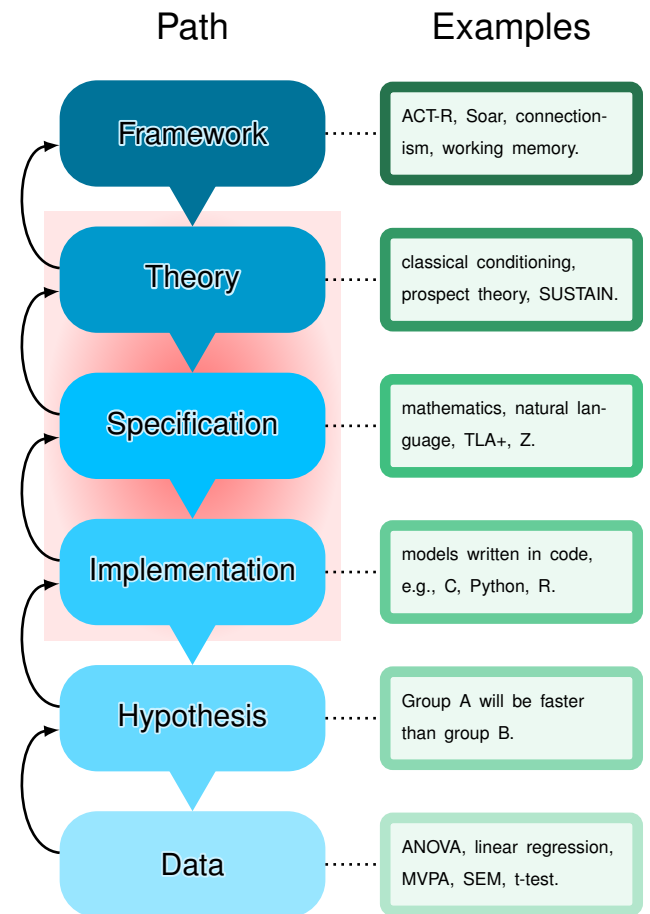 Path
Examples
Framework
ACT-R, Soar, connection-
ism, working memory.
Theory
classical conditioning,
prospect theory, SUSTAIN.
Specification
mathematics, natural lan-
guage, TLA+, Z.
Implementation
models written in code,
e.g., C, Python, R.
Hypothesis
Group A will be faster
than group B.
Data
ANOVA, linear regression,
MVPA, SEM, t-test.